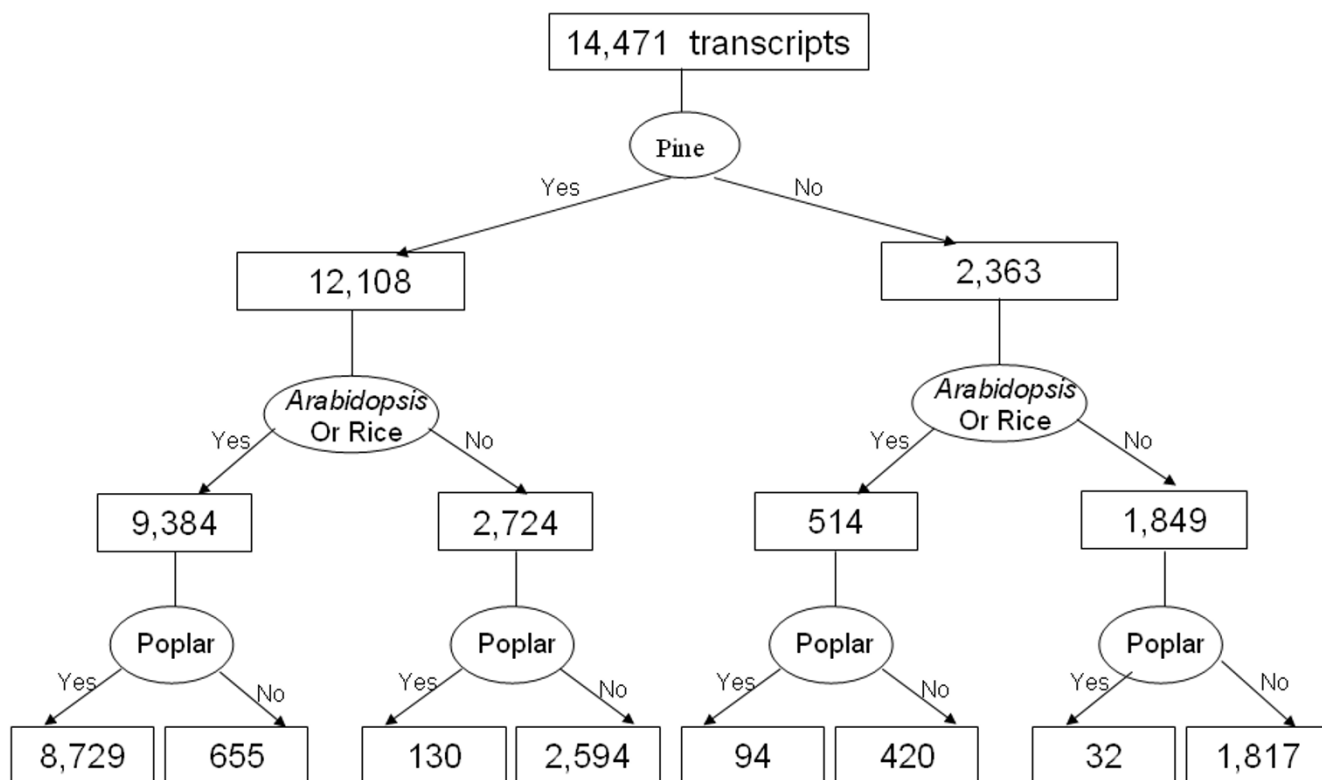 14,471 transcripts
Pine
Yes
No
12,108
2,363
Arabidopsis
Or Rice
Arabidopsis
Or Rice
Yes
No
Yes
No
9,384
2,724
514
1,849
Poplar
Poplar
Poplar
Poplar
Yes
No
Yes
No
Yes
No
Yes
No
8,729
655
130
2,594
94
420
32
1,817